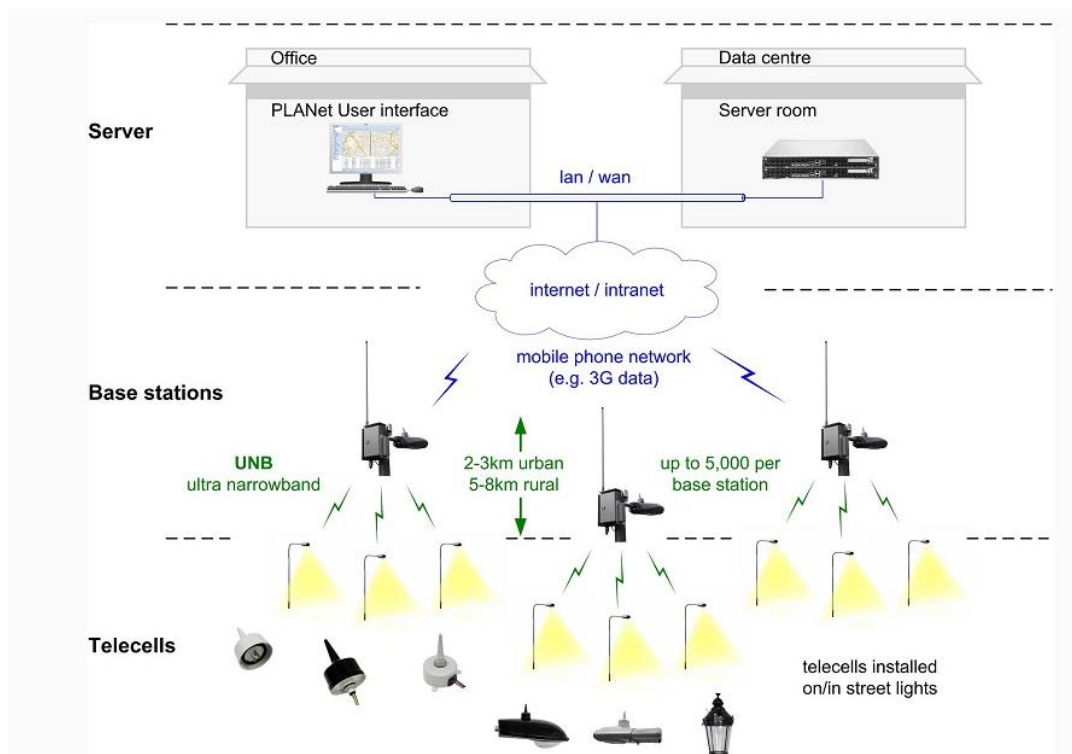 Office
Data centre
PLANet User interface
Server room
Server
lan / wan
internet / intranet
mobile phone network
(e.g. 3G data)
Base stations
UNB
ultra narrowband
2-3km urban
5-8km rural
up to 5,000 per
base station
Telecells
telecells installed
on/in street lights